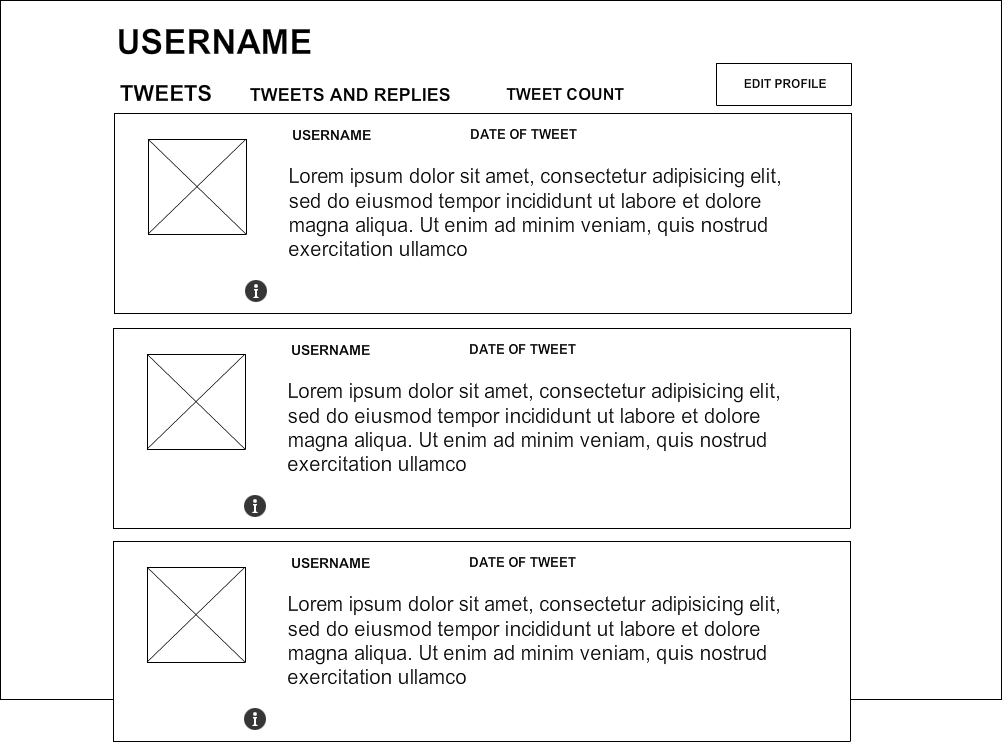 USERNAME
TWEETS TWEETS AND REPLIES TWEET COUNT EDIT PROFILE
USERNAME DATE OF TWEET
Lorem ipsum dolor sit amet, consectetur adipisicing elit,
sed do eiusmod tempor incididunt ut labore et dolore
magna aliqua. Ut enim ad minim veniam, quis nostrud
exercitation ullamco
USERNAME DATE OF TWEET
Lorem ipsum dolor sit amet, consectetur adipisicing elit,
sed do eiusmod tempor incididunt ut labore et dolore
magna aliqua. Ut enim ad minim veniam, quis nostrud
exercitation ullamco
USERNAME DATE OF TWEET
Lorem ipsum dolor sit amet, consectetur adipisicing elit,
sed do eiusmod tempor incididunt ut labore et dolore
magna aliqua. Ut enim ad minim veniam, quis nostrud
exercitation ullamco